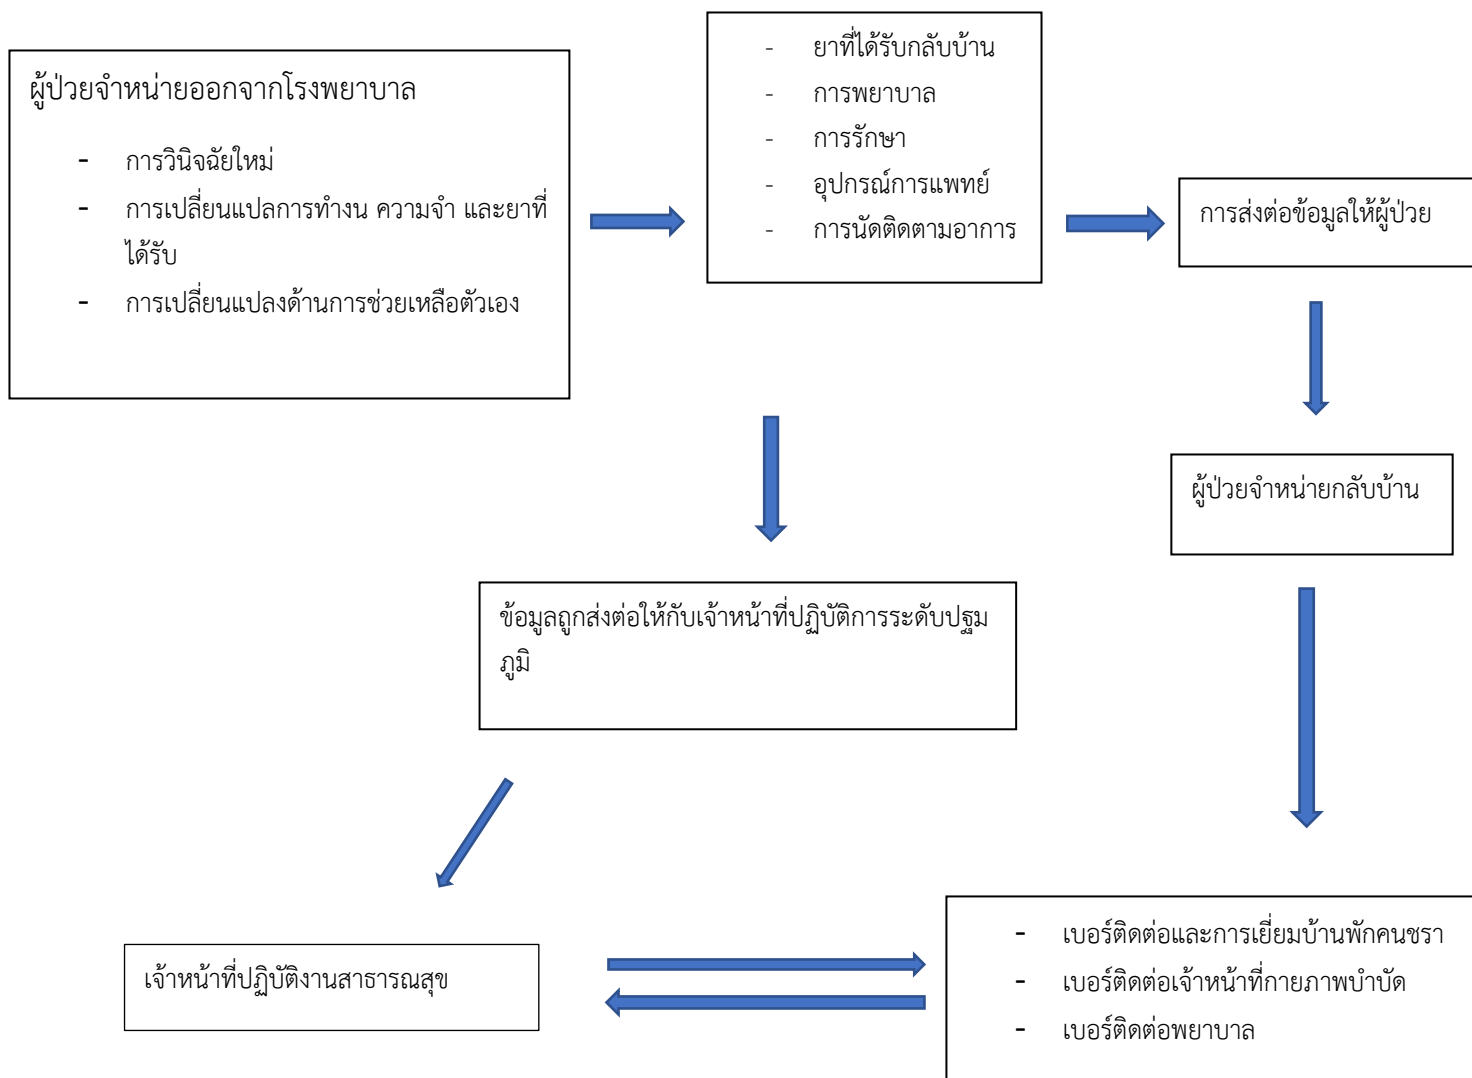 ผู้ป่วยจำหน่ายออกจากโรงพยาบาล
- การวินิจฉัยใหม่
- การเปลี่ยนแปลการทำงน ความจำ และยาที่
ได้รับ
- การเปลี่ยนแปลงด้านการช่วยเหลือตัวเอง
- ยาที่ได้รับกลับบ้าน
- การพยาบาล
- การรักษา
- อุปกรณ์การแพทย์
- การนัดติดตามอาการ
การส่งต่อข้อมูลให้ผู้ป่วย
ผู้ป่วยจำหน่ายกลับบ้าน
ข้อมูลถูกส่งต่อให้กับเจ้าหน้าที่ปฏิบัติการระดับปฐม
ภูมิ
เจ้าหน้าที่ปฏิบัติงานสาธารณสุข
- เบอร์ติดต่อและการเยี่ยมบ้านพักคนชรา
- เบอร์ติดต่อเจ้าหน้าที่กายภาพบำบัด
- เบอร์ติดต่อพยาบาล